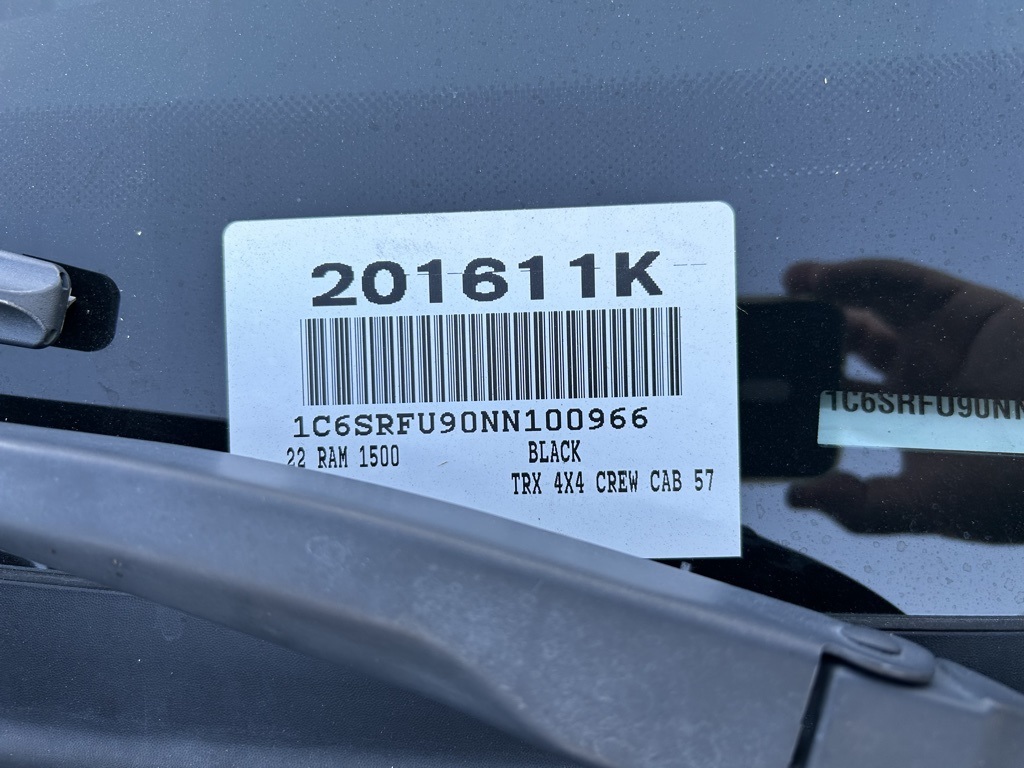 201611K
1C6SRFU90NN100966
22 RAM 1500 BLACK
TRX 4X4 CREW CAB 57
1C6SRFU90NN